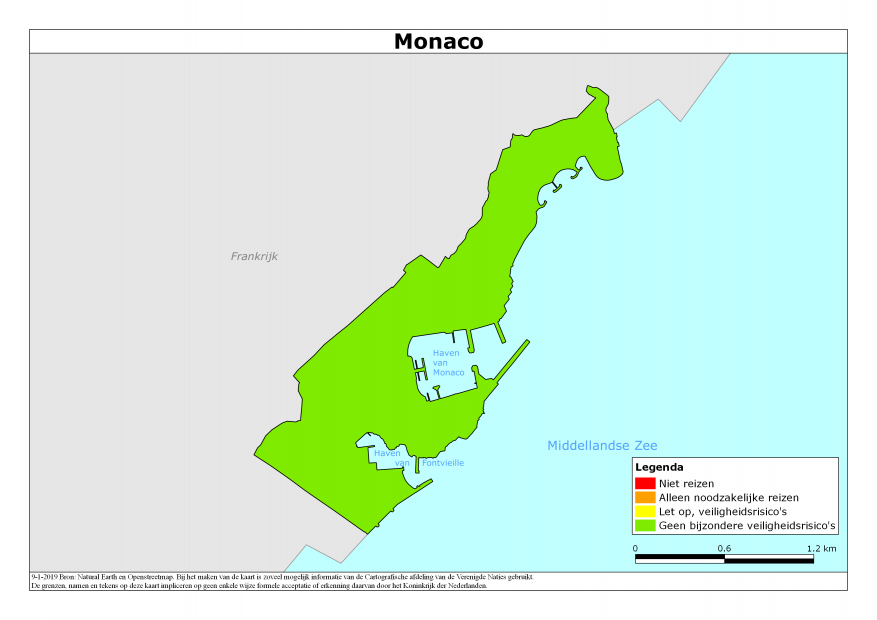 Monaco
Frankrijk
Haven
van
Monaco
Middellandse Zee
Haven
van Fontvieille
Legenda
Niet reizen
Alleen noodzakelijke reizen
Let op, veiligheidsrisico's
Geen bijzondere veiligheidsrisico's
0 0.6 1.2 km
9-1-2019 Bron: Natural Earth en Openstreetmap. Bij het maken van de kaart is zoveel mogelijk informatie van de Cartografische afdeling van de Verenigde Naties gebruikt.
De grenzen, namen en tekens op deze kaart impliceren op geen enkele wijze formele acceptatie of erkenning daarvan door het Koninkrijk der Nederlanden.